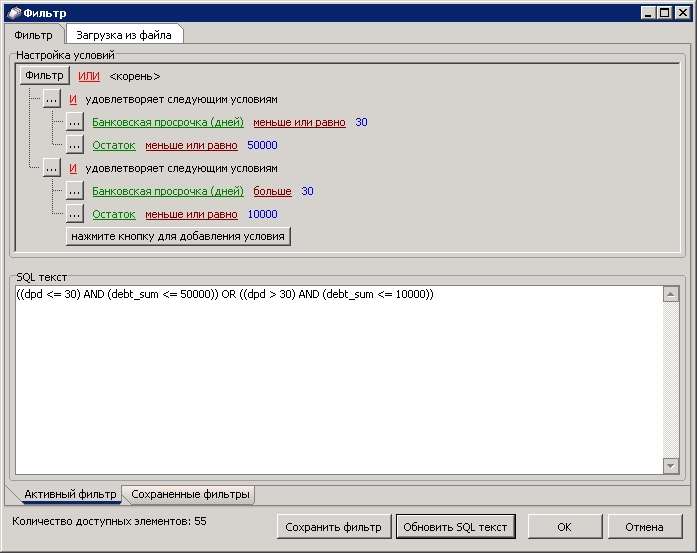 Фильтр
Фильтр Загрузка из файла
Настройка условий
Фильтр ИЛИ <корень>
... И удовлетворяет следующим условиям
... Банковская просрочка (дней) меньше или равно 30
... Остаток меньше или равно 50000
... И удовлетворяет следующим условиям
... Банковская просрочка (дней) больше 30
... Остаток меньше или равно 10000
нажмите кнопку для добавления условия
SQL текст
((dpd <= 30) AND (debt_sum <= 50000)) OR ((dpd > 30) AND (debt_sum <= 10000))
Активный фильтр Сохраненные фильтры
Количество доступных элементов: 55
Сохранить фильтр Обновить SQL текст OK Отмена